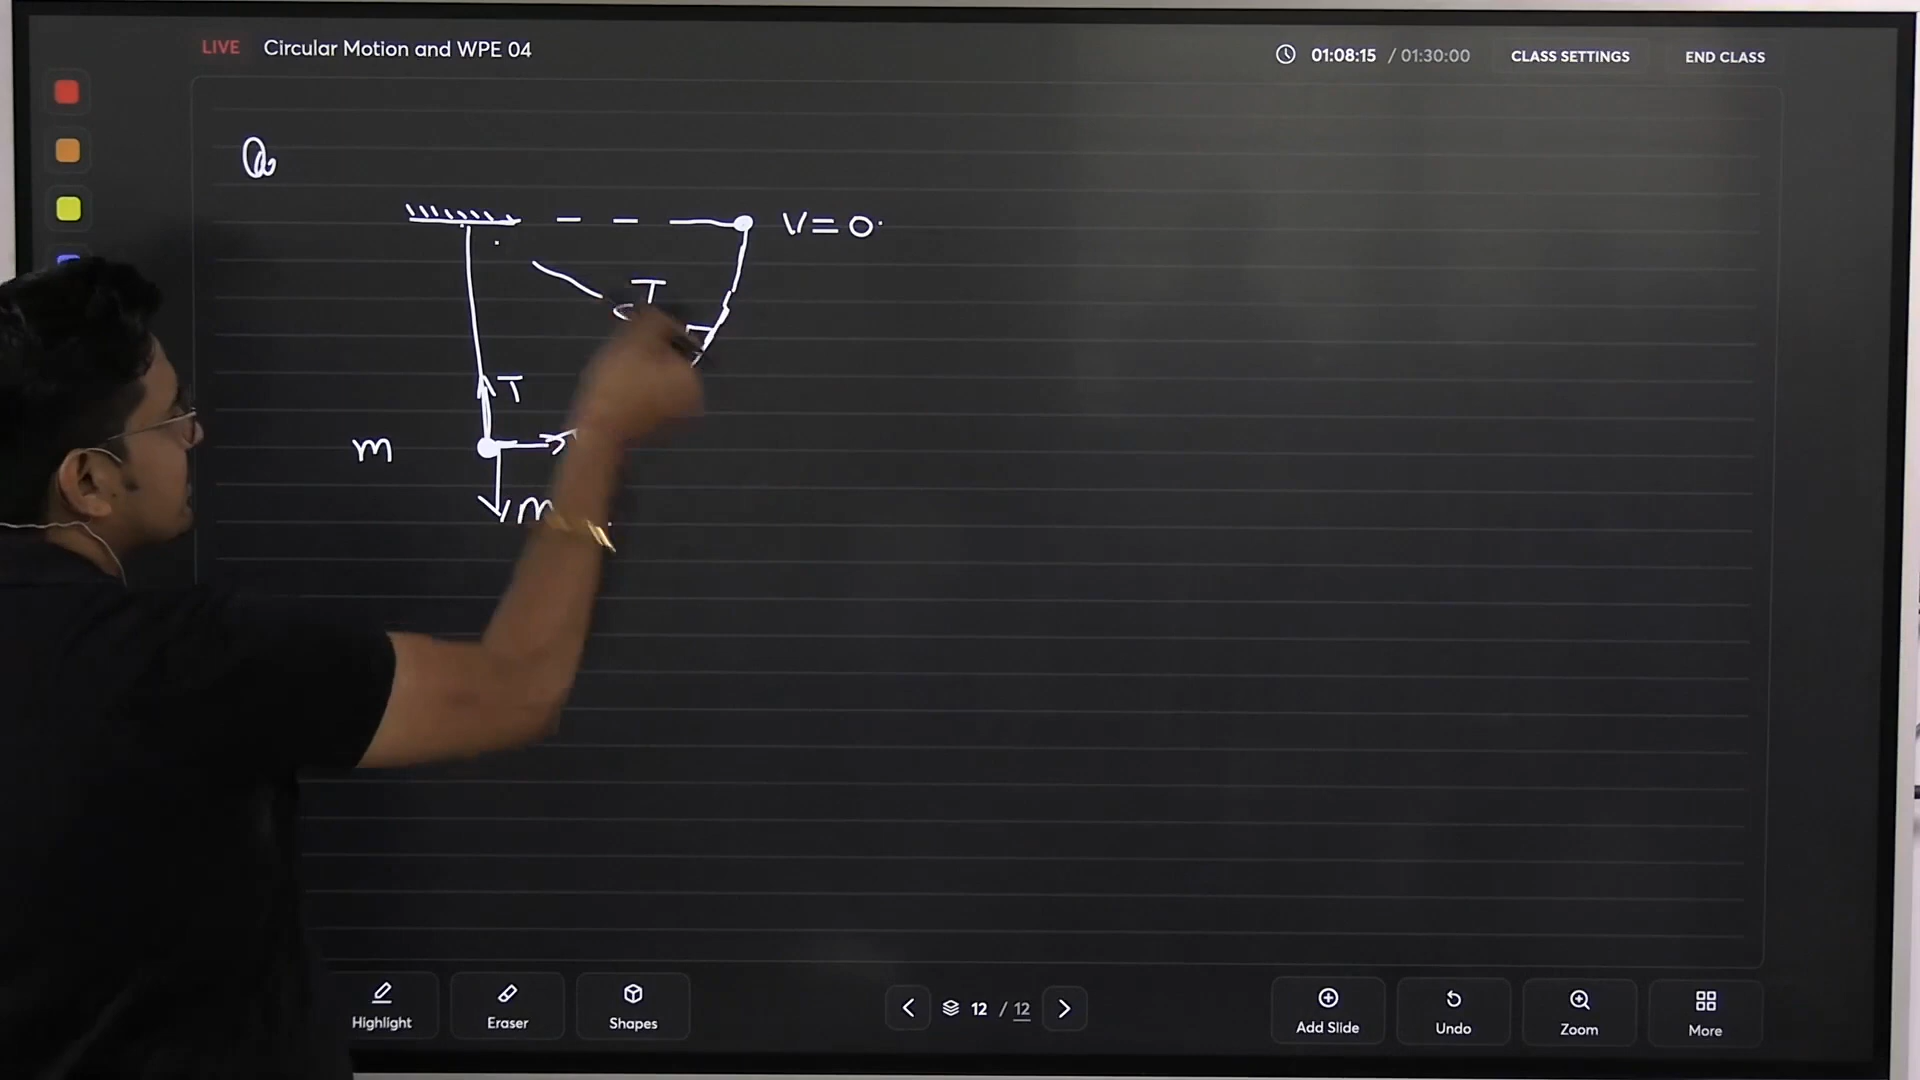 LIVE Circular Motion and WPE 04 01:08:15 / 01:30:00 CLASS SETTINGS END CLASS
Q
V = 0
T
T
m
m
Highlight Eraser Shapes 12 / 12 Add Slide Undo Zoom More